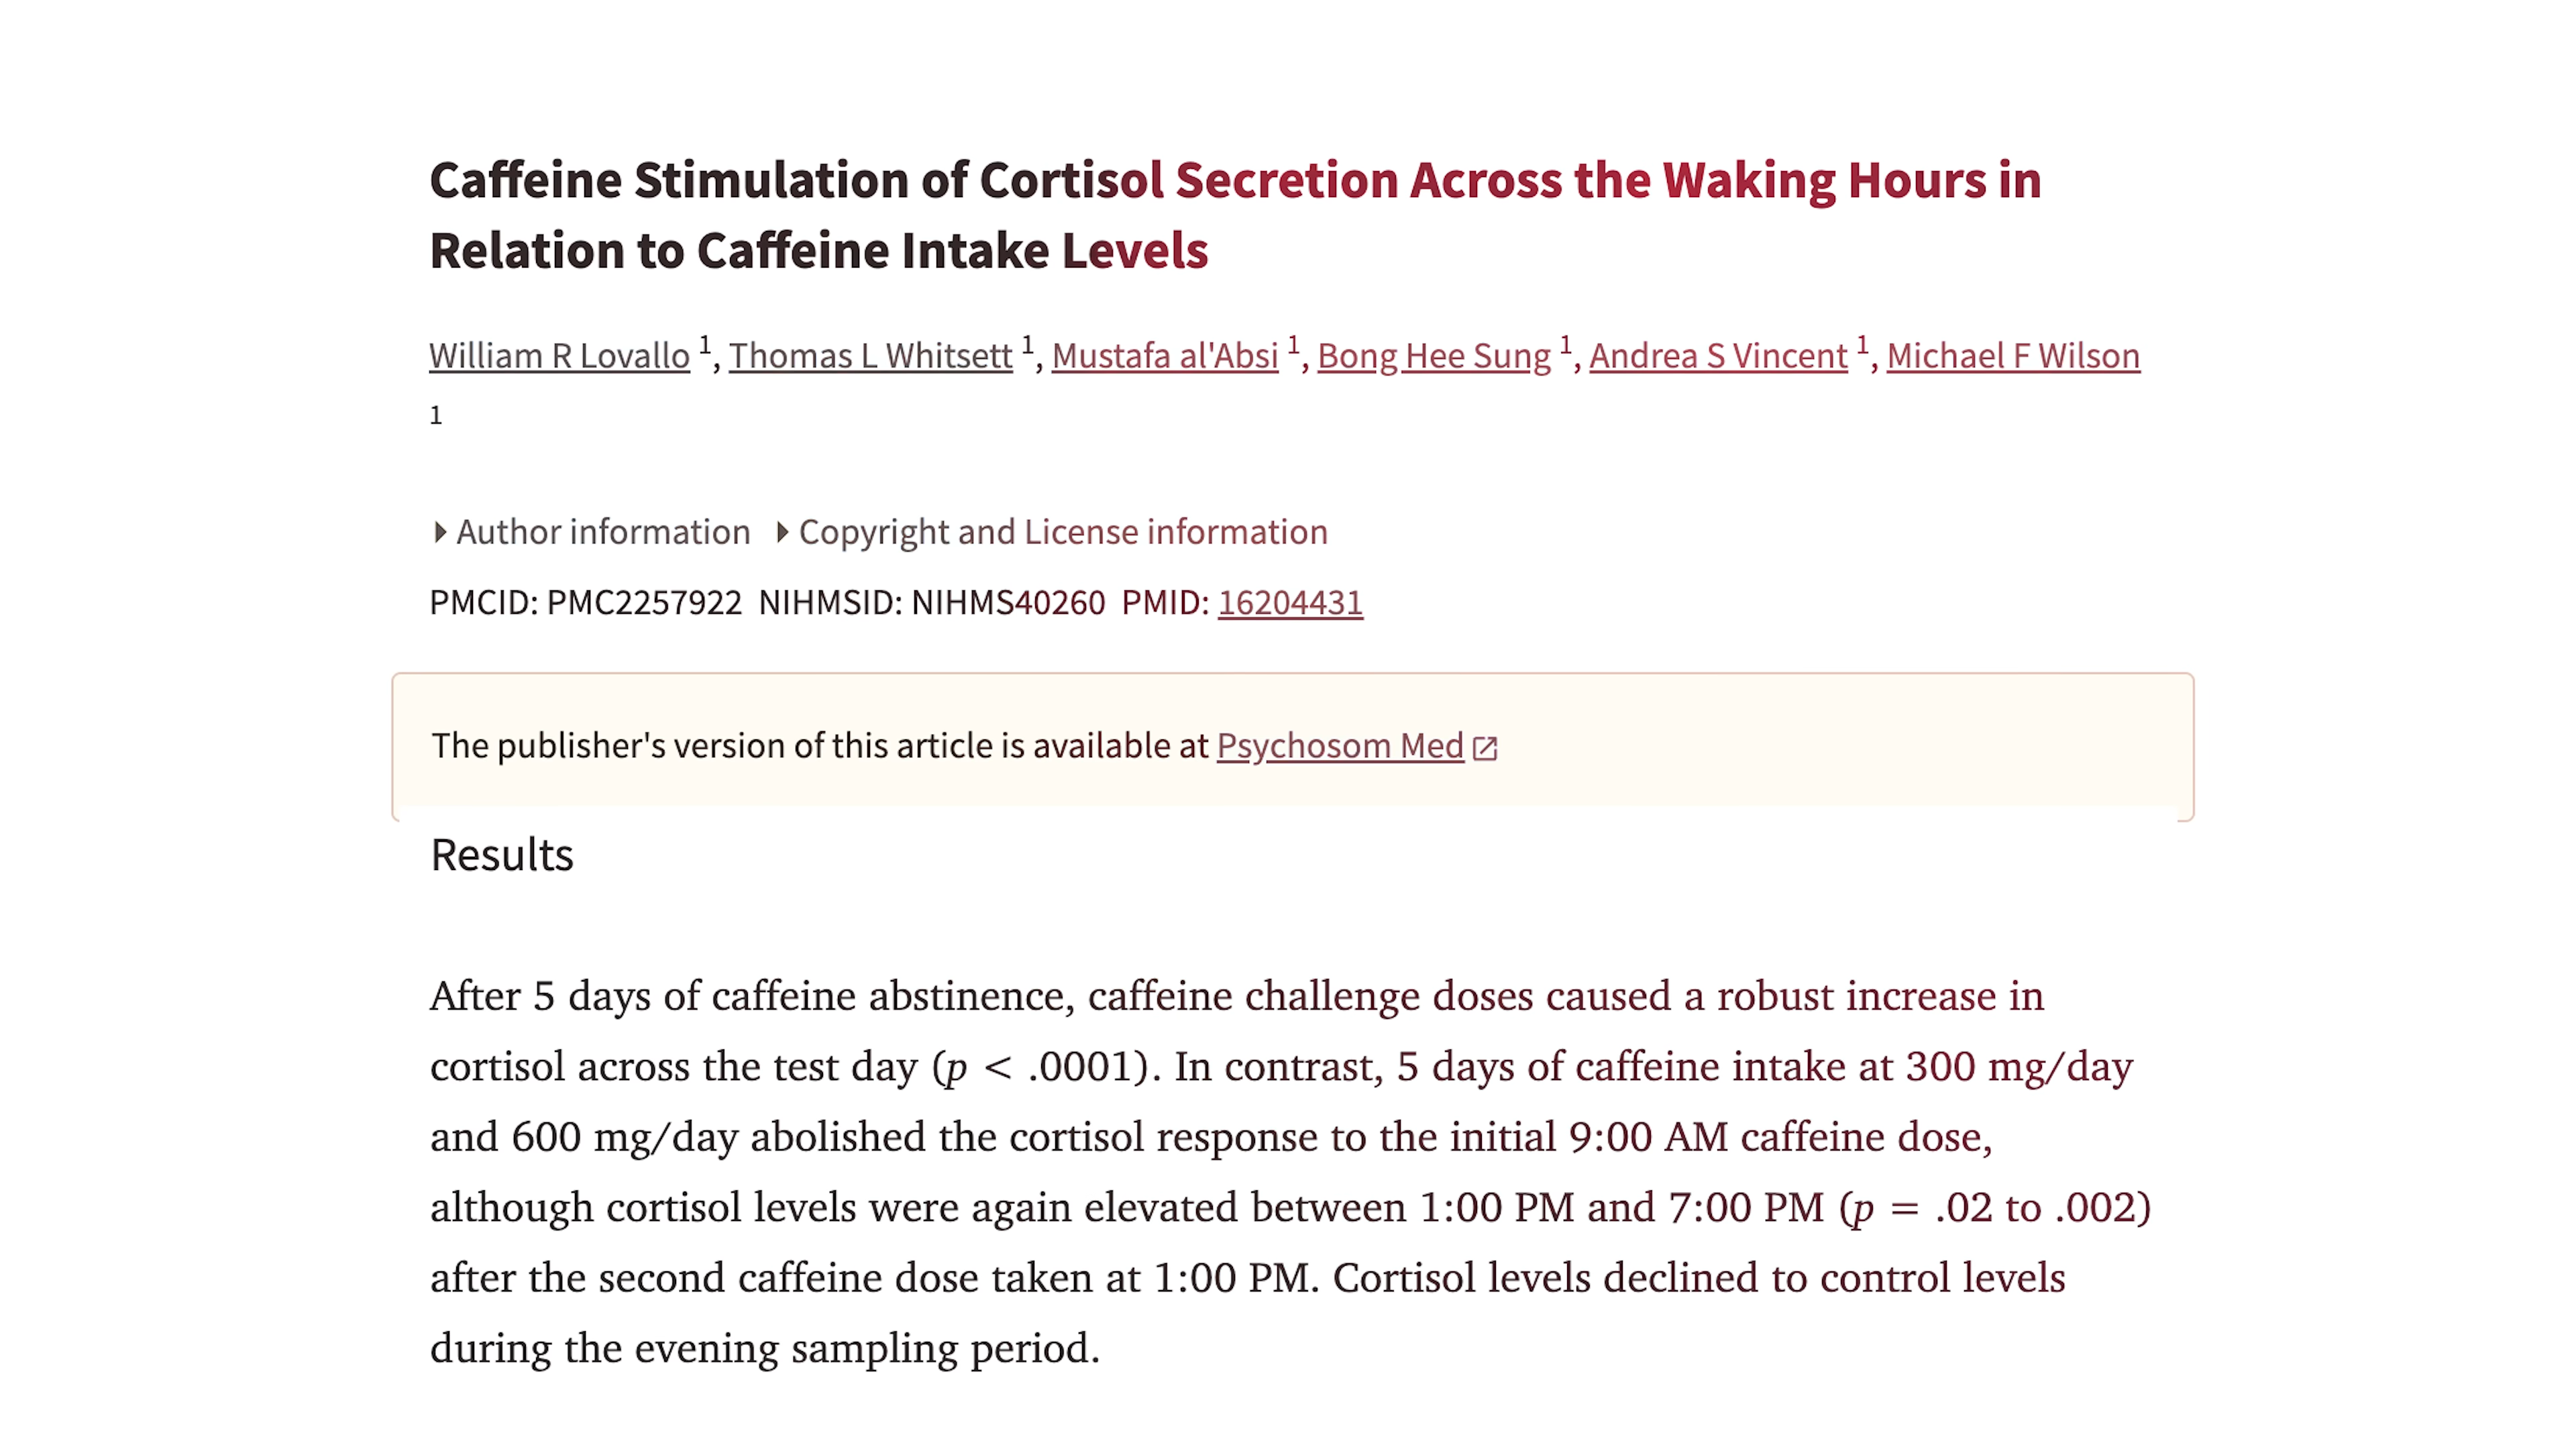 Caffeine Stimulation of Cortisol Secretion Across the Waking Hours in
Relation to Caffeine Intake Levels
William R Lovallo 1, Thomas L Whitsett 1, Mustafa al'Absi 1, Bong Hee Sung 1, Andrea S Vincent 1, Michael F Wilson
1
Author information Copyright and License information
PMCID: PMC2257922 NIHMSID: NIHMS40260 PMID: 16204431
The publisher's version of this article is available at Psychosom Med
Results
After 5 days of caffeine abstinence, caffeine challenge doses caused a robust increase in
cortisol across the test day (p < .0001). In contrast, 5 days of caffeine intake at 300 mg/day
and 600 mg/day abolished the cortisol response to the initial 9:00 AM caffeine dose,
although cortisol levels were again elevated between 1:00 PM and 7:00 PM (p = .02 to .002)
after the second caffeine dose taken at 1:00 PM. Cortisol levels declined to control levels
during the evening sampling period.